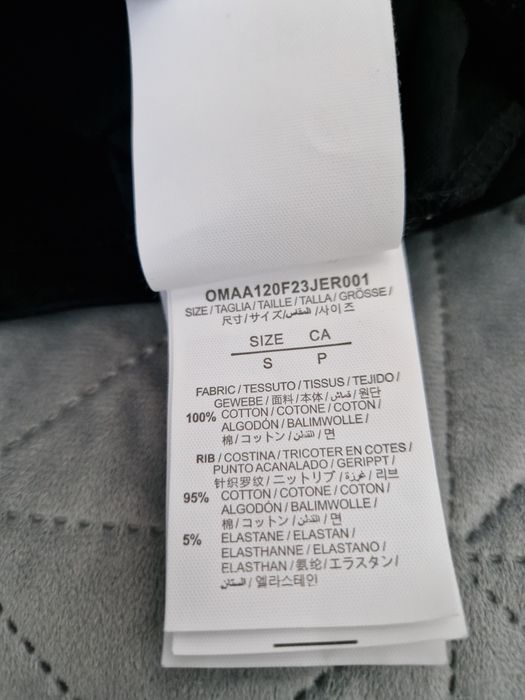 OMAA120F23JER001
SIZE / TAGLIA / TAILLE / TALLA / GRÖSSE /
尺寸 / サイズ / المقاس / 사이즈
SIZE CA
S P
FABRIC / TESSUTO / TISSUS / TEJIDO /
GEWEBE / 面料 / 本体 / قماش / 원단
100% COTTON / COTONE / COTON /
ALGODÓN / BALIMWOLLE /
棉 / コットン / القطن / 면
RIB / COSTINA / TRICOTER EN COTES /
PUNTO ACANALADO / GERIPPT /
针织罗纹 / ニットリブ / غرزة / 리브
95% COTTON / COTONE / COTON /
ALGODÓN / BALIMWOLLE /
棉 / コットン / القطن / 면
5% ELASTANE / ELASTAN /
ELASTHANNE / ELASTANO /
ELASTHAN / 氨纶 / エラスタン /
/ 엘라스테인